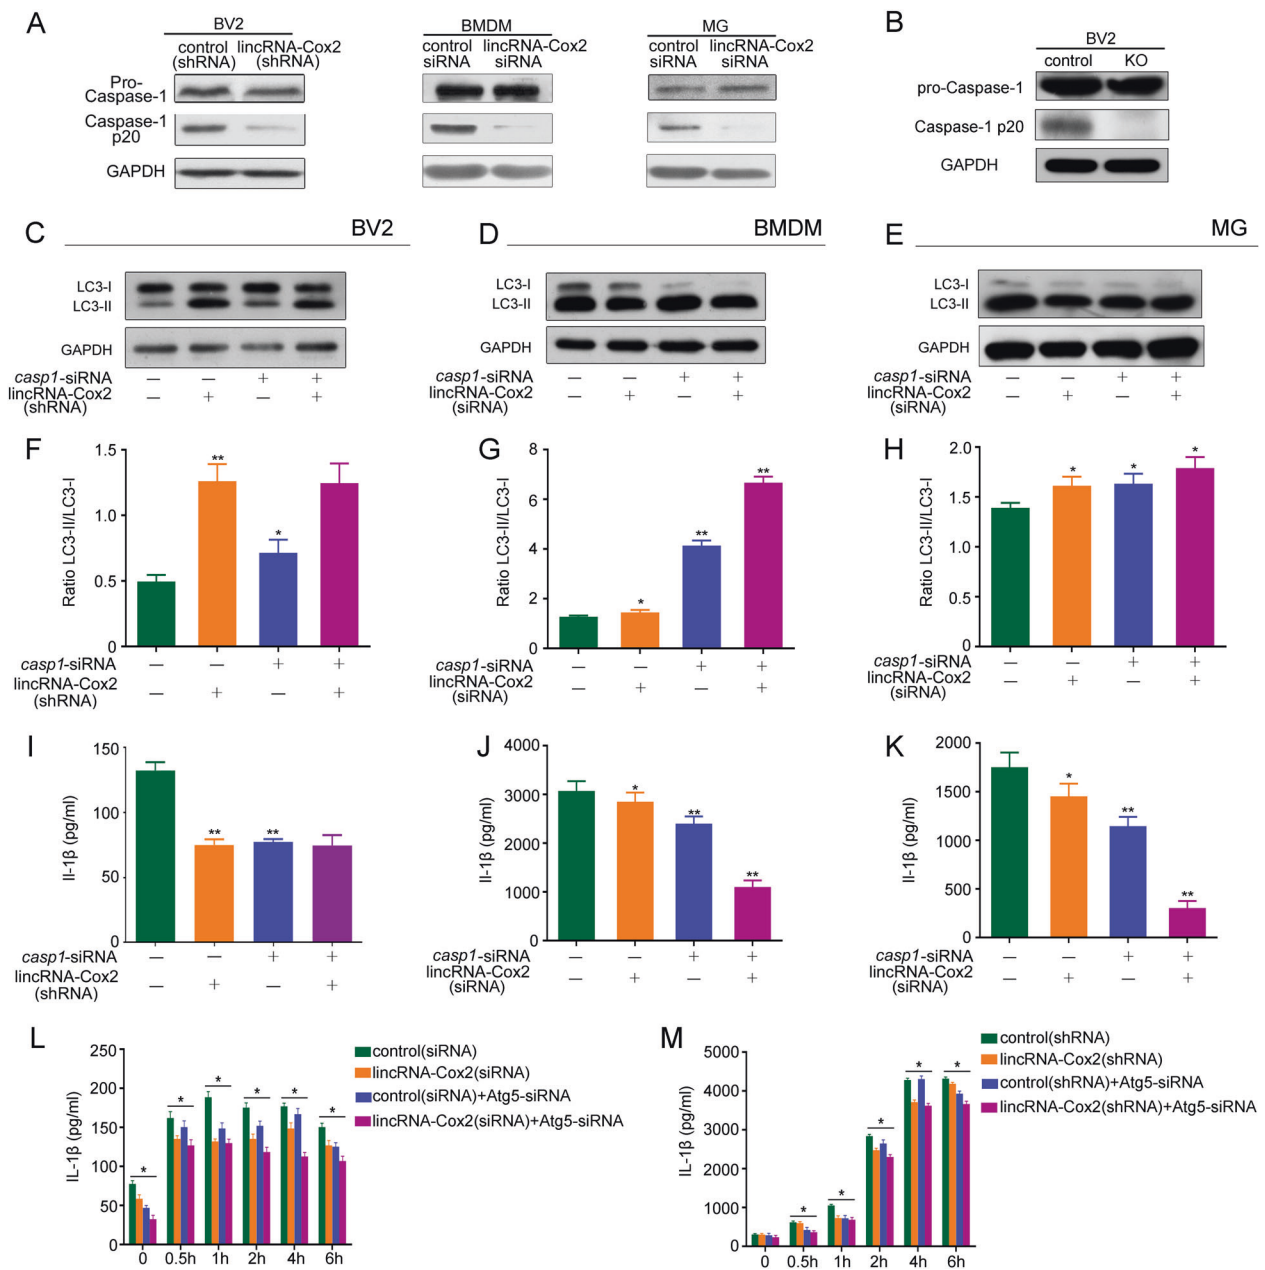 A
BV2
control lincRNA-Cox2
(shRNA) (shRNA)
Pro-
Caspase-1
Caspase-1
p20
GAPDH
BMDM
control lincRNA-Cox2
siRNA siRNA
MG
control lincRNA-Cox2
siRNA siRNA
B
BV2
control KO
pro-Caspase-1
Caspase-1 p20
GAPDH
C BV2
LC3-I
LC3-II
GAPDH
casp1-siRNA — — + +
lincRNA-Cox2 — + — +
(shRNA)
D BMDM
LC3-I
LC3-II
GAPDH
casp1-siRNA — — + +
lincRNA-Cox2 — + — +
(siRNA)
E MG
LC3-I
LC3-II
GAPDH
casp1-siRNA — — + +
lincRNA-Cox2 — + — +
(siRNA)
F
Ratio LC3-II/LC3-I
1.5
1.0
0.5
0
** *
casp1-siRNA — — + +
lincRNA-Cox2 — + — +
(shRNA)
G
Ratio LC3-II/LC3-I
8
6
4
2
0
* ** **
casp1-siRNA — — + +
lincRNA-Cox2 — + — +
(siRNA)
H
Ratio LC3-II/LC3-I
2.0
1.5
1.0
0.5
0
* * *
casp1-siRNA — — + +
lincRNA-Cox2 — + — +
(siRNA)
I
Il-1β (pg/ml)
150
100
50
0
** **
casp1-siRNA — — + +
lincRNA-Cox2 — + — +
(shRNA)
J
Il-1β (pg/ml)
4000
3000
2000
1000
0
* ** **
casp1-siRNA — — + +
lincRNA-Cox2 — + — +
(siRNA)
K
Il-1β (pg/ml)
2000
1500
1000
500
0
* ** **
casp1-siRNA — — + +
lincRNA-Cox2 — + — +
(siRNA)
L
IL-1β (pg/ml)
250
200
150
100
50
0
* * * * * *
0 0.5h 1h 2h 4h 6h
control(siRNA)
lincRNA-Cox2(siRNA)
control(siRNA)+Atg5-siRNA
lincRNA-Cox2(siRNA)+Atg5-siRNA
M
IL-1β (pg/ml)
5000
4000
3000
2000
1000
0
* * * * *
0 0.5h 1h 2h 4h 6h
control(shRNA)
lincRNA-Cox2(shRNA)
control(shRNA)+Atg5-siRNA
lincRNA-Cox2(shRNA)+Atg5-siRNA